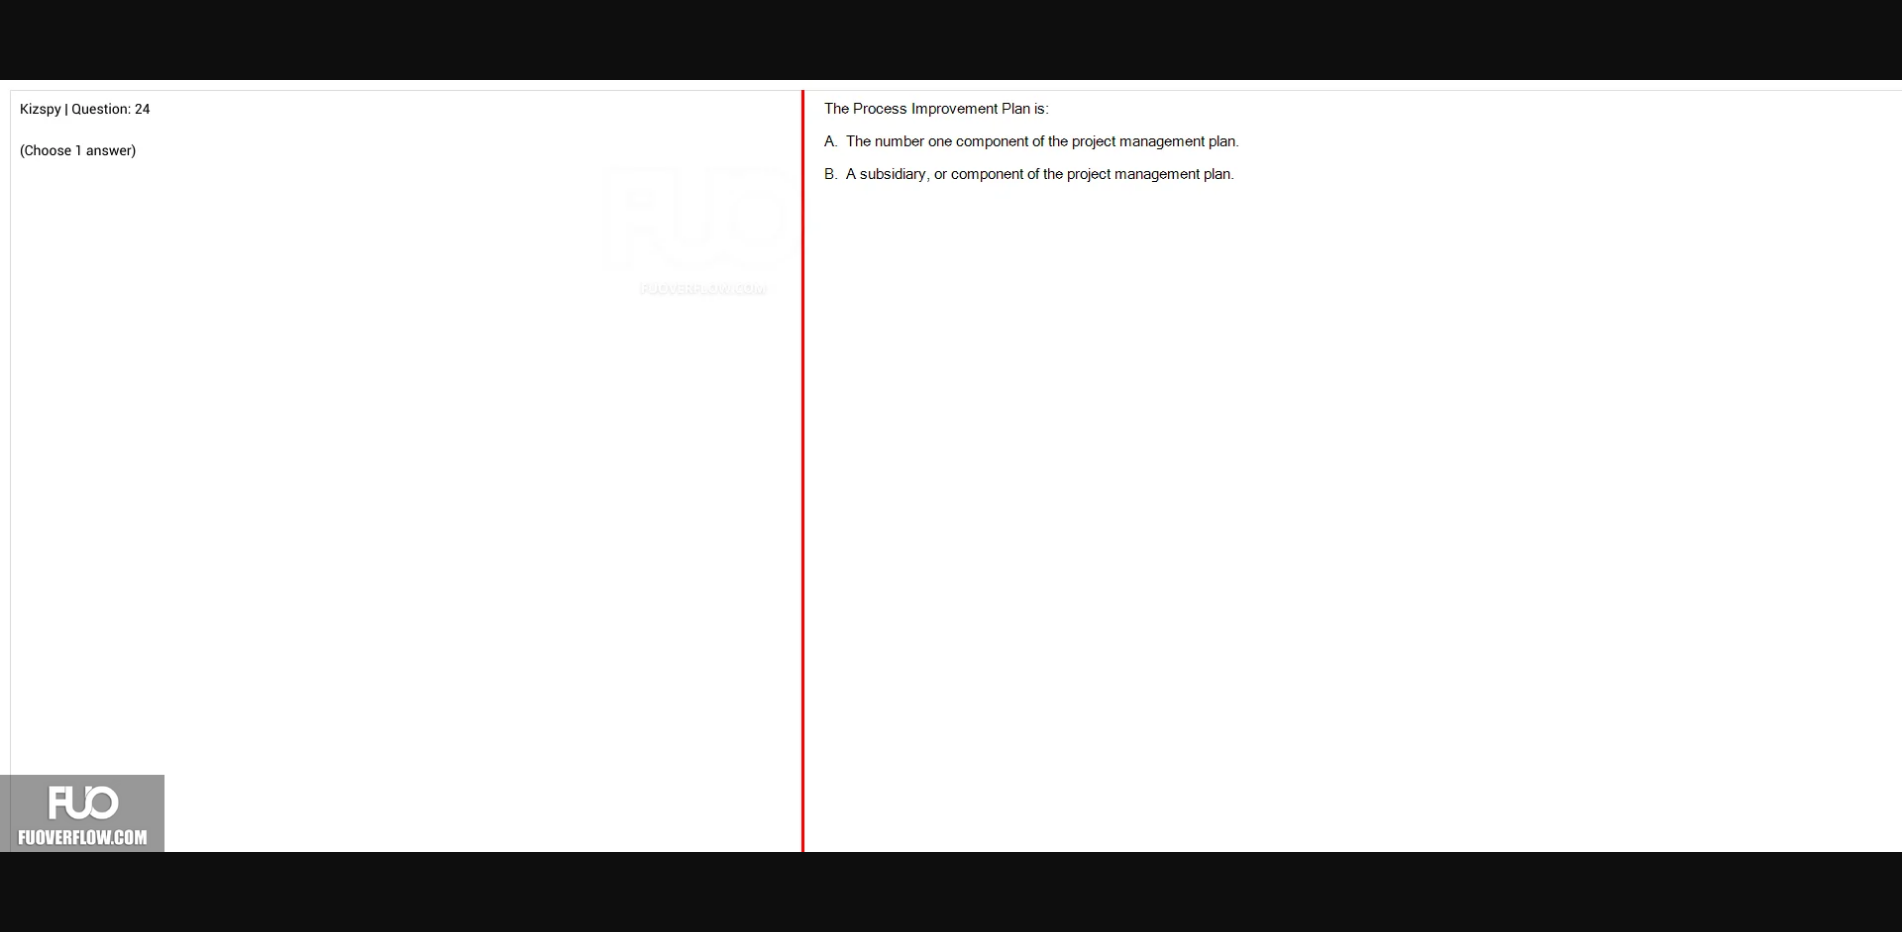 Kizspy | Question: 24
(Choose 1 answer)
The Process Improvement Plan is:
A. The number one component of the project management plan.
B. A subsidiary, or component of the project management plan.
FUO
FUOVERFLOW.COM
FUO
FUOVERFLOW.COM